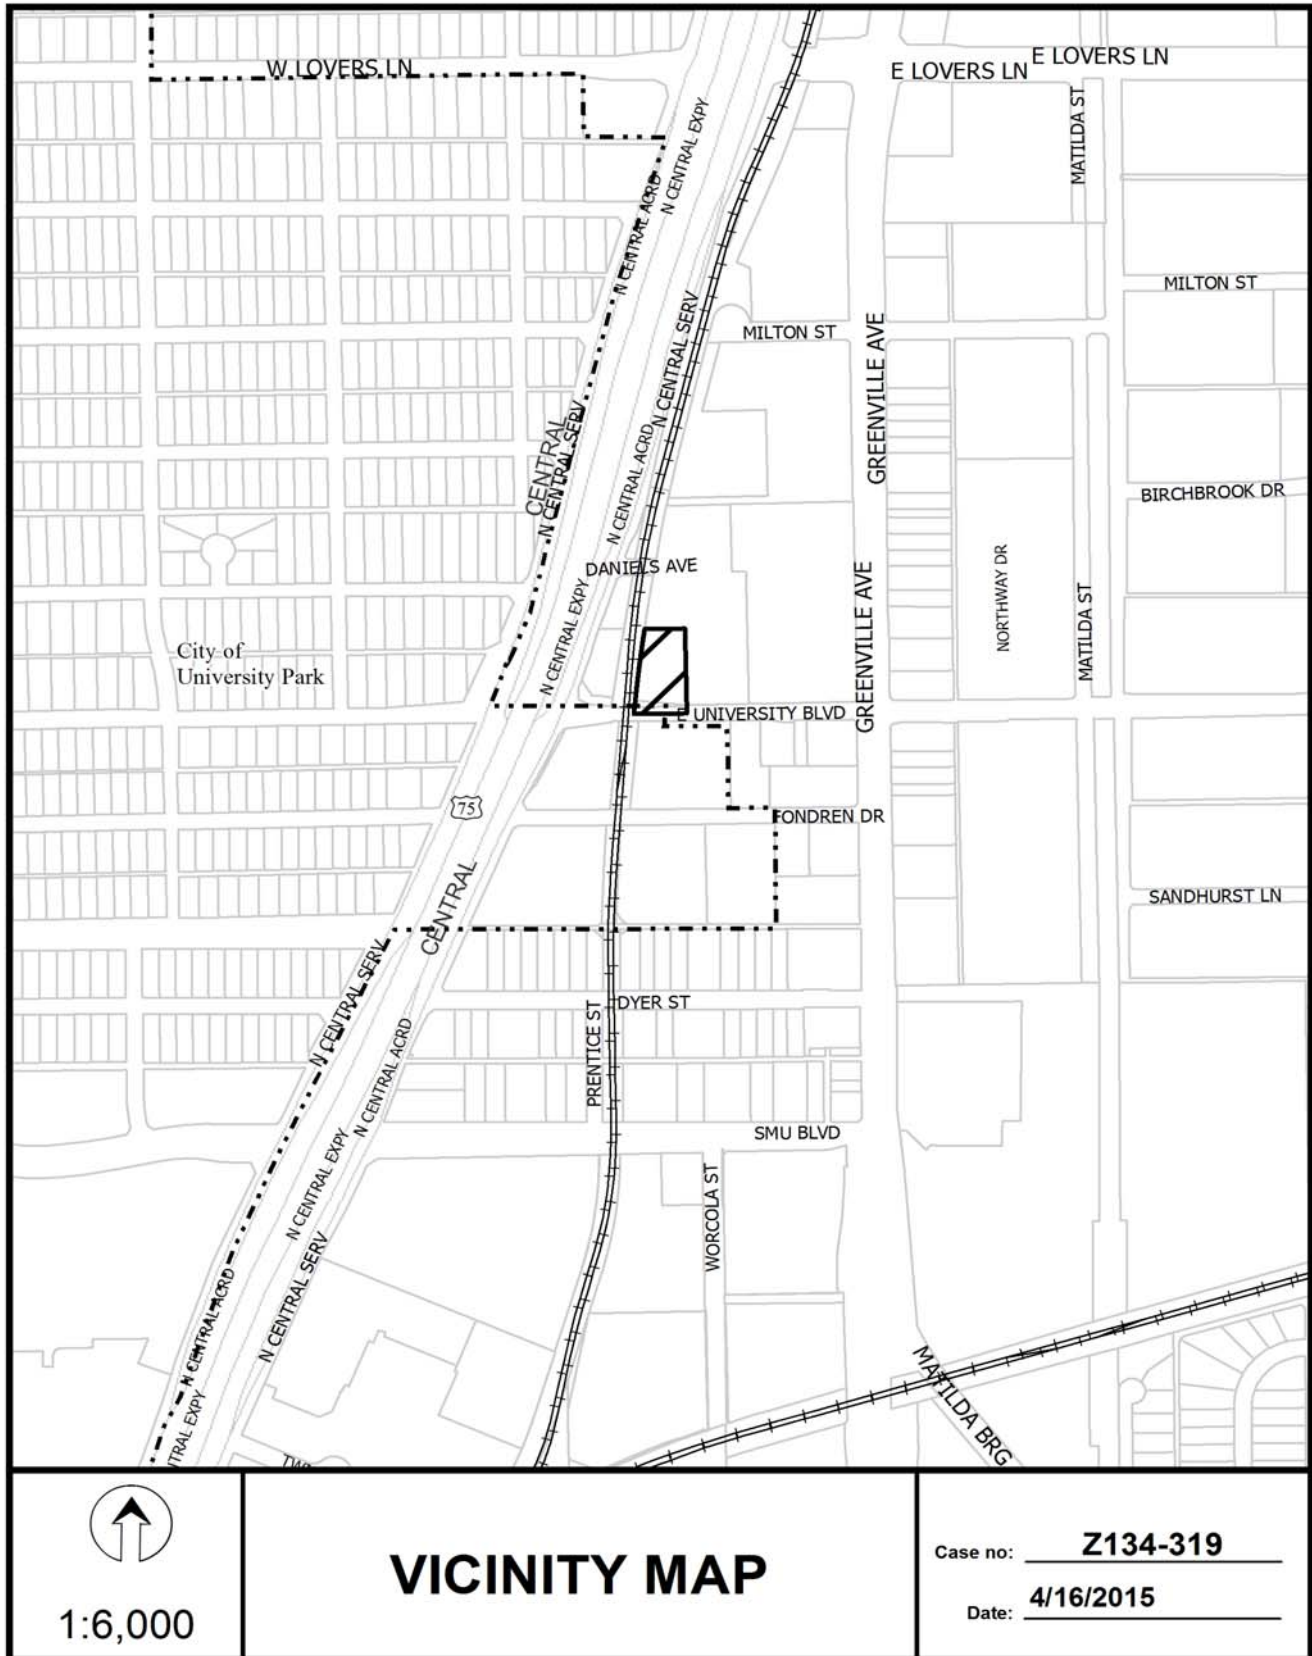 W LOVERS LN
E LOVERS LN
E LOVERS LN
MATILDA ST
N CENTRAL EXPY
N CENTRAL ACRD
MILTON ST
MILTON ST
N CENTRAL SERV
GREENVILLE AVE
CENTRAL
N CENTRAL SERV
N CENTRAL ACRD
BIRCHBROOK DR
DANIELS AVE
N CENTRAL EXPY
GREENVILLE AVE
NORTHWAY DR
MATILDA ST
City of
University Park
E UNIVERSITY BLVD
75
FONDREN DR
CENTRAL
SANDHURST LN
N CENTRAL SERV
PRENTICE ST
DYER ST
N CENTRAL ACRD
SMU BLVD
N CENTRAL EXPY
WORCOLA ST
N CENTRAL SERV
N CENTRAL ACRD
NTRAL EXPY
MATILDA BRG
1:6,000
VICINITY MAP
Case no: Z134-319
Date: 4/16/2015